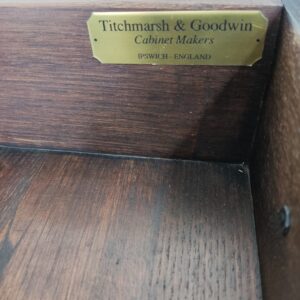 Titchmarsh & Goodwin
Cabinet Makers
IPSWICH - ENGLAND